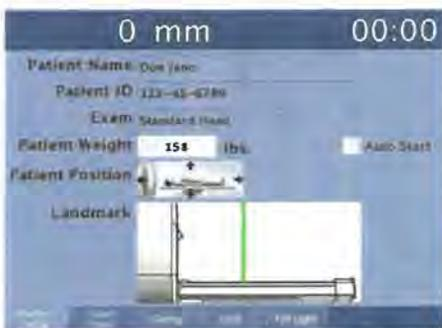 0 mm 00:00
Patient Name Doe Jane
Patient ID 123-45-6789
Exam Standard Head
Patient Weight 158 lbs. Auto Start
Patient Position
Landmark